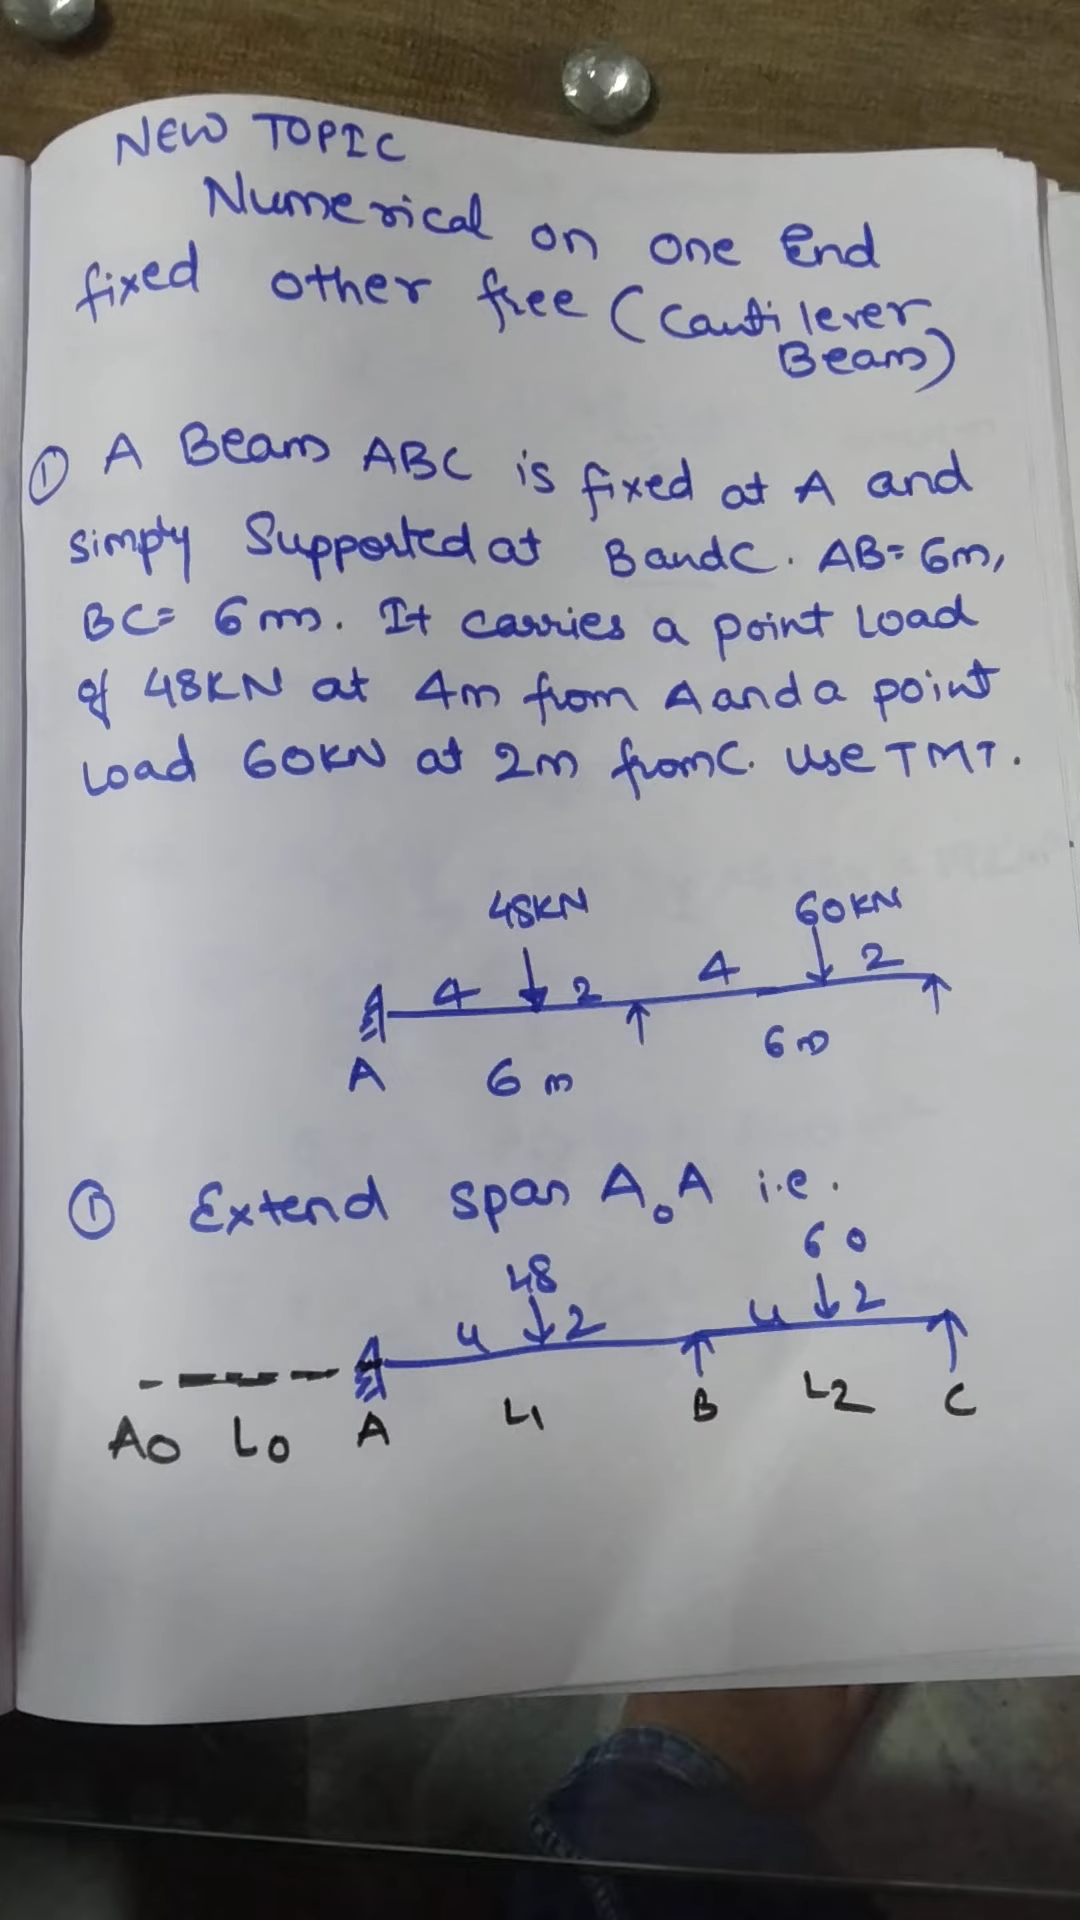 NEW TOPIC
Numerical on one End
fixed other free (Cantilever
Beam)
① A Beam ABC is fixed at A and
simply Supported at B and C. AB= 6m,
BC= 6m. It carries a point Load
of 48KN at 4m from A and a point
Load 60KN at 2m from C. Use TMT.
48KN 60KN
4 2 4 2
A 6 m 6m
① Extend span A₀A i.e.
48 60
4 2 4 2
A0 L0 A L1 B L2 C